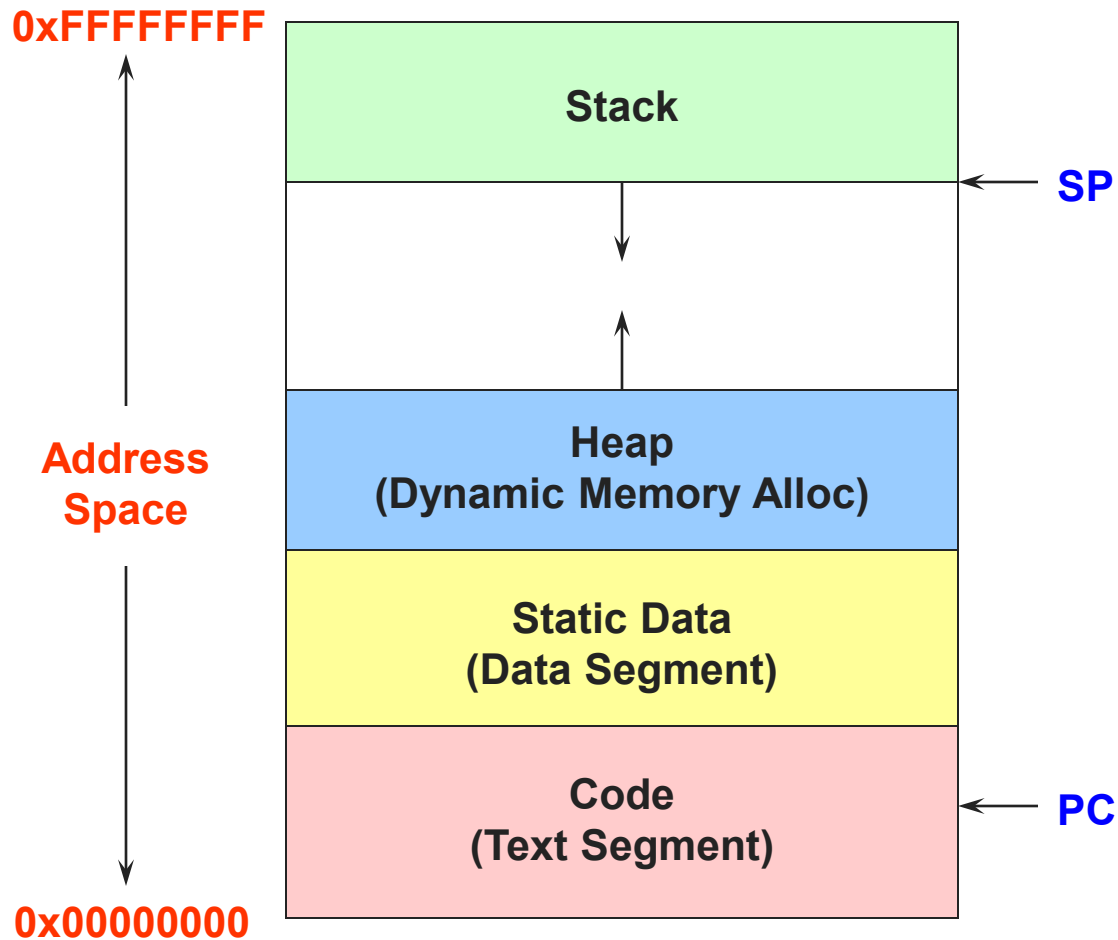 0xFFFFFFFF
Stack
SP
Heap
(Dynamic Memory Alloc)
Address
Space
Static Data
(Data Segment)
Code
(Text Segment)
PC
0x00000000